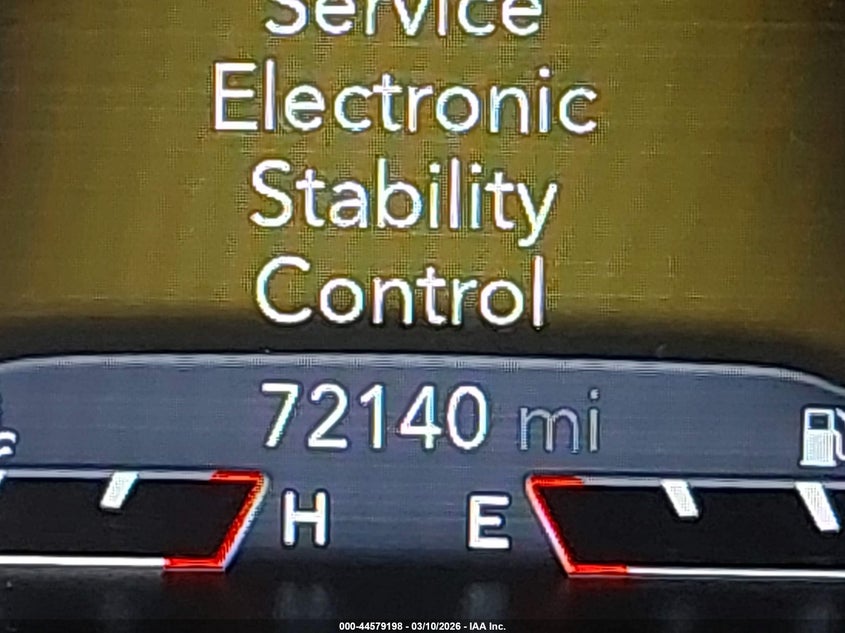 Service
Electronic
Stability
Control
72140 mi
H E
000-44579198 - 03/10/2026 - IAA Inc.